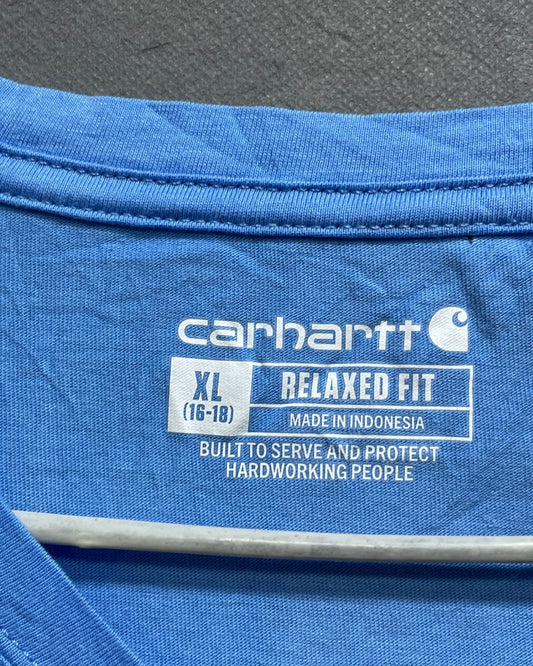 carhartt
XL RELAXED FIT
(16-18) MADE IN INDONESIA
BUILT TO SERVE AND PROTECT
HARDWORKING PEOPLE